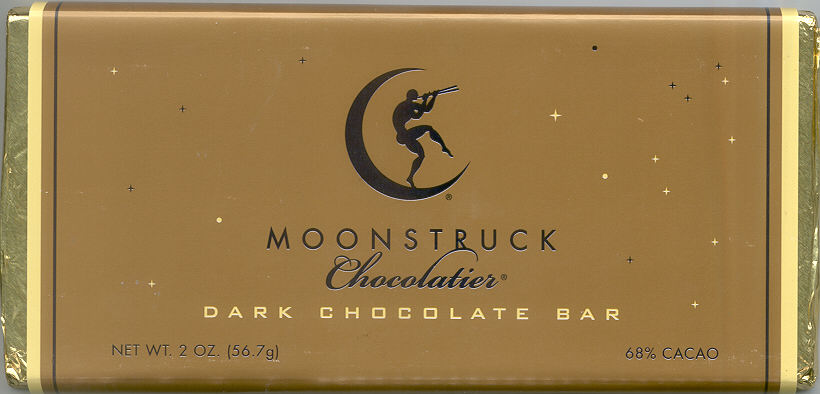 MOONSTRUCK
Chocolatier®
DARK CHOCOLATE BAR
NET WT. 2 OZ. (56.7g)
68% CACAO